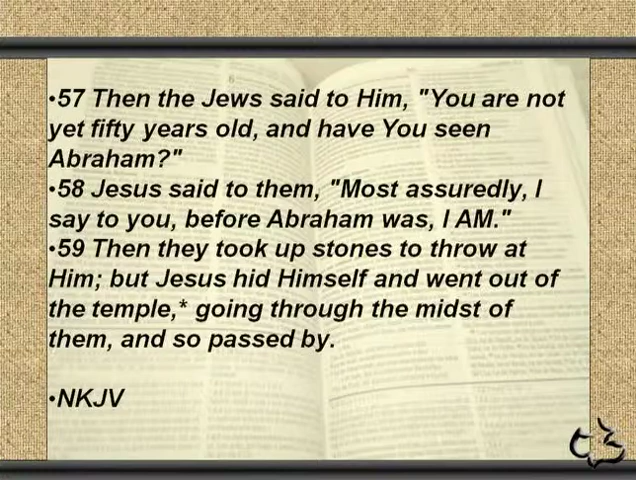 •57 Then the Jews said to Him, "You are not
yet fifty years old, and have You seen
Abraham?"
•58 Jesus said to them, "Most assuredly, I
say to you, before Abraham was, I AM."
•59 Then they took up stones to throw at
Him; but Jesus hid Himself and went out of
the temple,* going through the midst of
them, and so passed by.
•NKJV